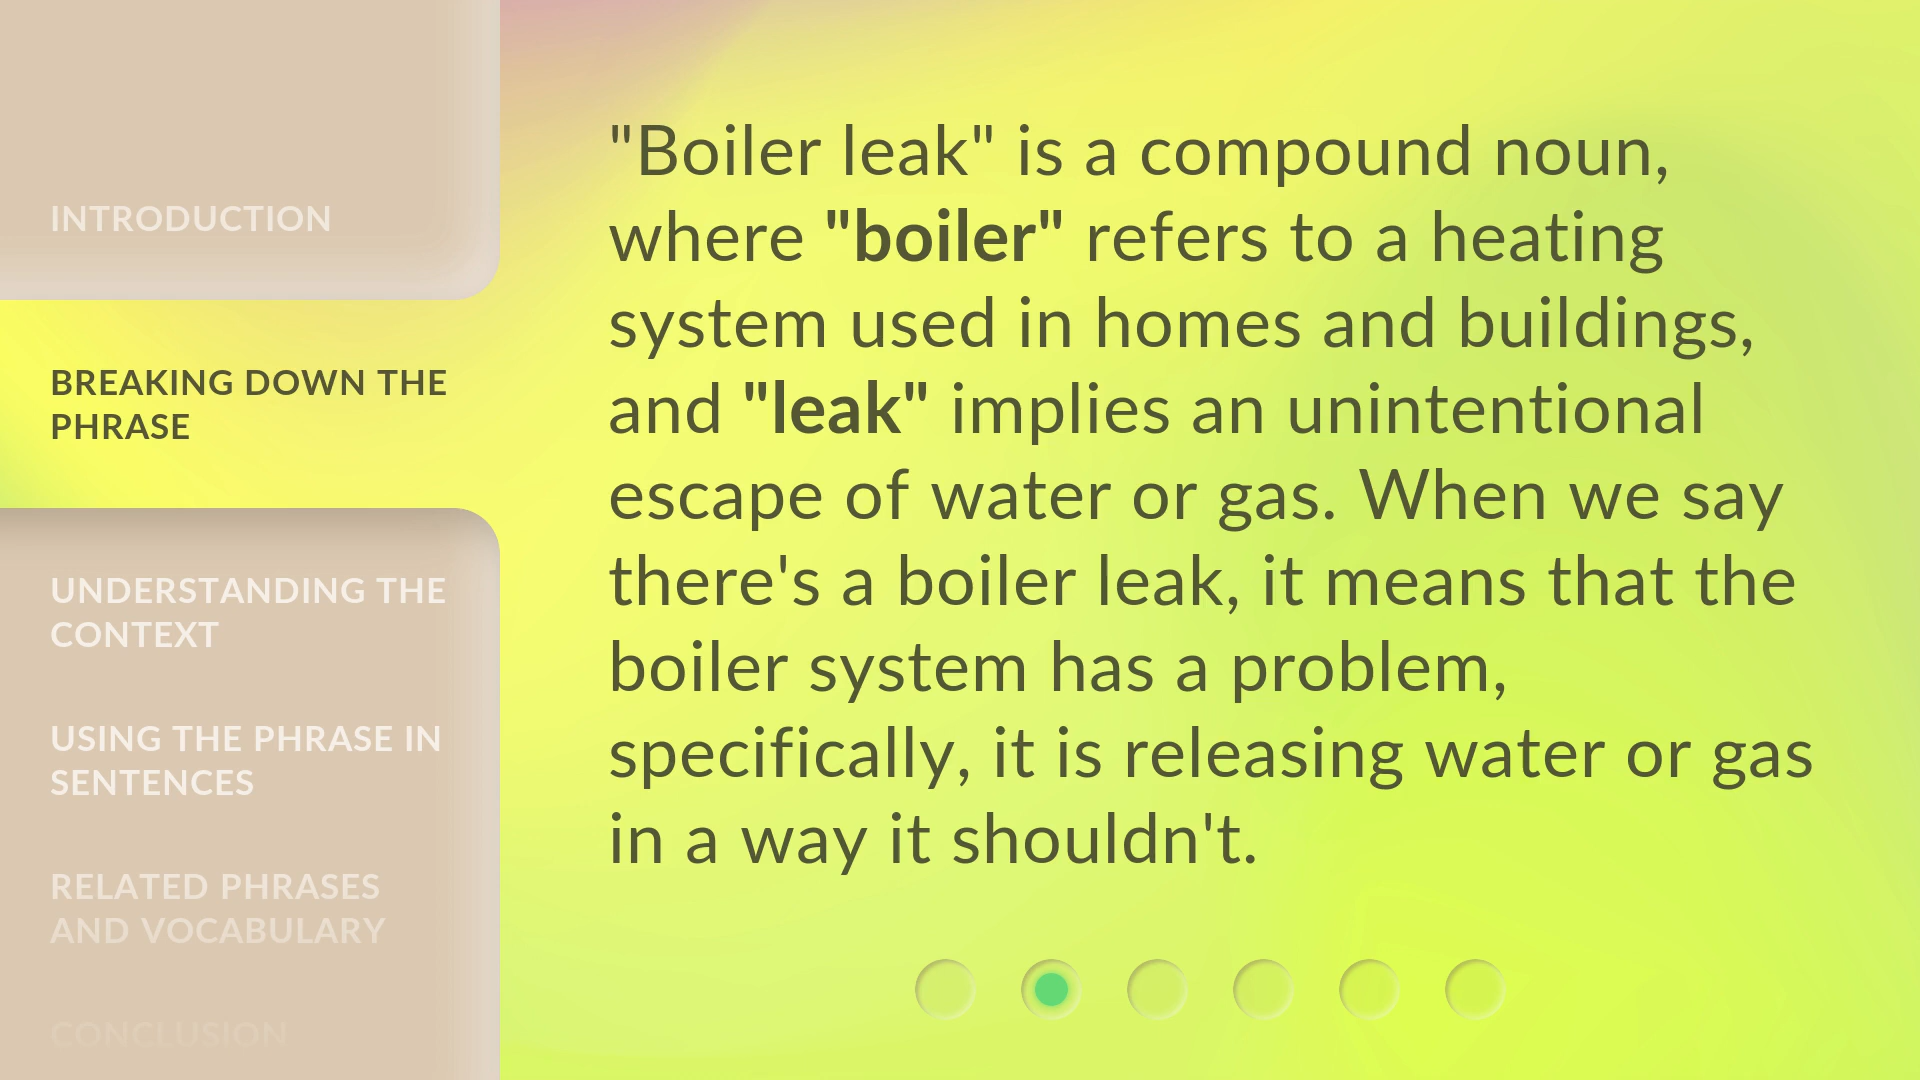 INTRODUCTION
BREAKING DOWN THE
PHRASE
UNDERSTANDING THE
CONTEXT
USING THE PHRASE IN
SENTENCES
RELATED PHRASES
AND VOCABULARY
CONCLUSION
"Boiler leak" is a compound noun,
where "boiler" refers to a heating
system used in homes and buildings,
and "leak" implies an unintentional
escape of water or gas. When we say
there's a boiler leak, it means that the
boiler system has a problem,
specifically, it is releasing water or gas
in a way it shouldn't.